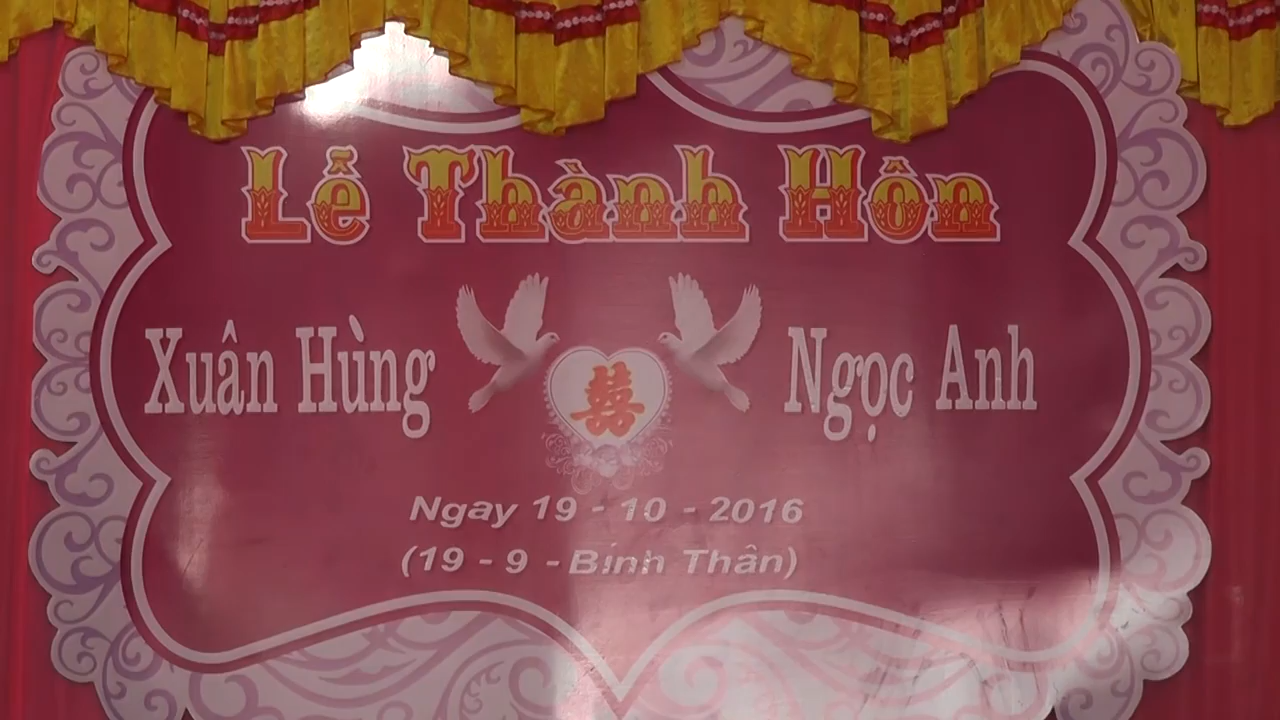 Lễ Thành Hôn
Xuân Hùng 囍 Ngọc Anh
Ngay 19 - 10 - 2016
(19 - 9 - Bính Thân)